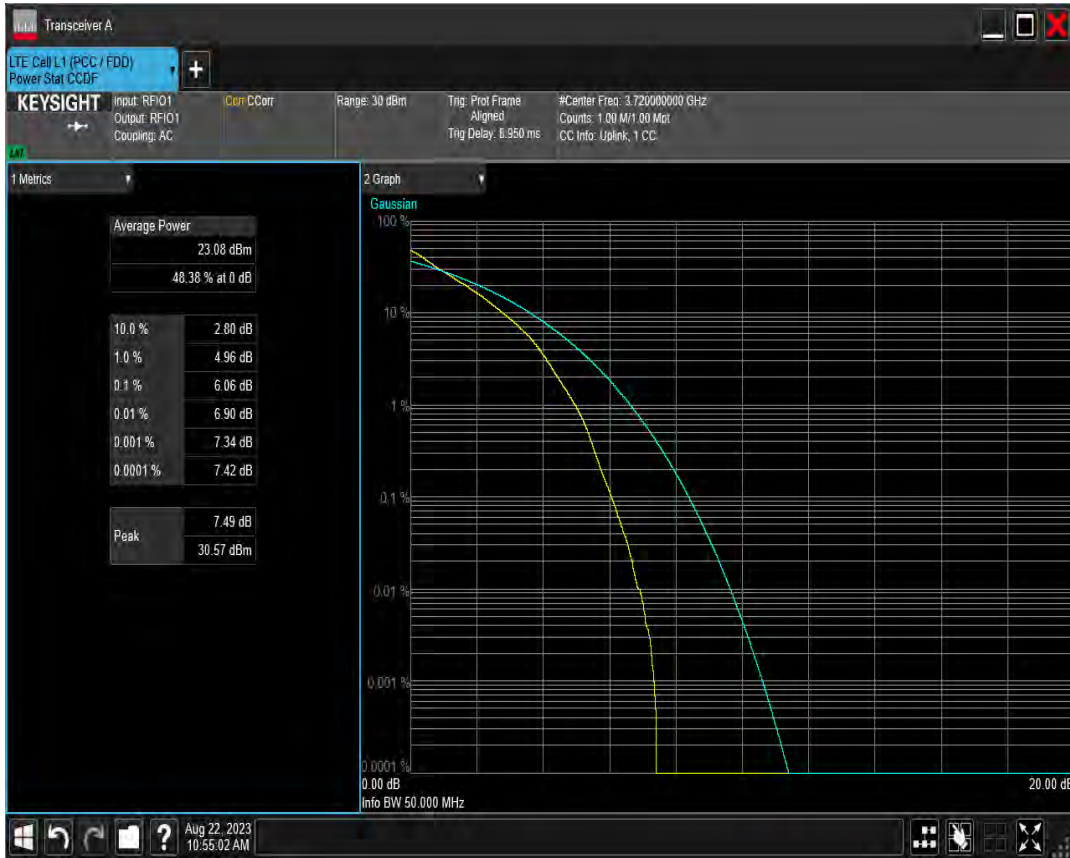 Transceiver A
LTE Cell L1 (PCC / FDD)
Power Stat CCDF
+
KEYSIGHT
Input: RFIO1
Output: RFIO1
Coupling: AC
Corr CCorr
Range: 30 dBm
Trig: Prot Frame
Aligned
Trig Delay: 8.950 ms
#Center Freq: 3.720000000 GHz
Counts: 1.00 M/1.00 Mpt
CC Info: Uplink, 1 CC
LXI
1 Metrics
Average Power
23.08 dBm
48.38 % at 0 dB
10.0 % 2.80 dB
1.0 % 4.96 dB
0.1 % 6.06 dB
0.01 % 6.90 dB
0.001 % 7.34 dB
0.0001 % 7.42 dB
Peak
7.49 dB
30.57 dBm
2 Graph
Gaussian
100 %
10 %
1 %
0.1 %
0.01 %
0.001 %
0.0001 %
0.00 dB
20.00 dB
Info BW 50.000 MHz
?
Aug 22, 2023
10:55:02 AM